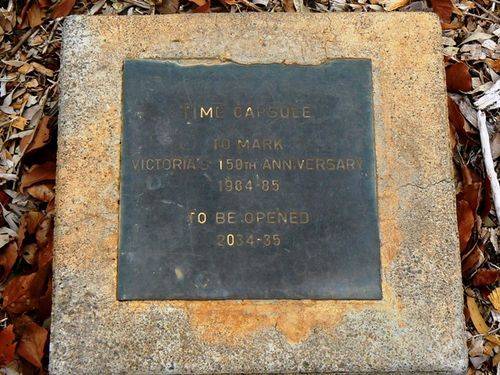 TIME CAPSULE
TO MARK
VICTORIA'S 150TH ANNIVERSARY
1984-85
TO BE OPENED
2034-35